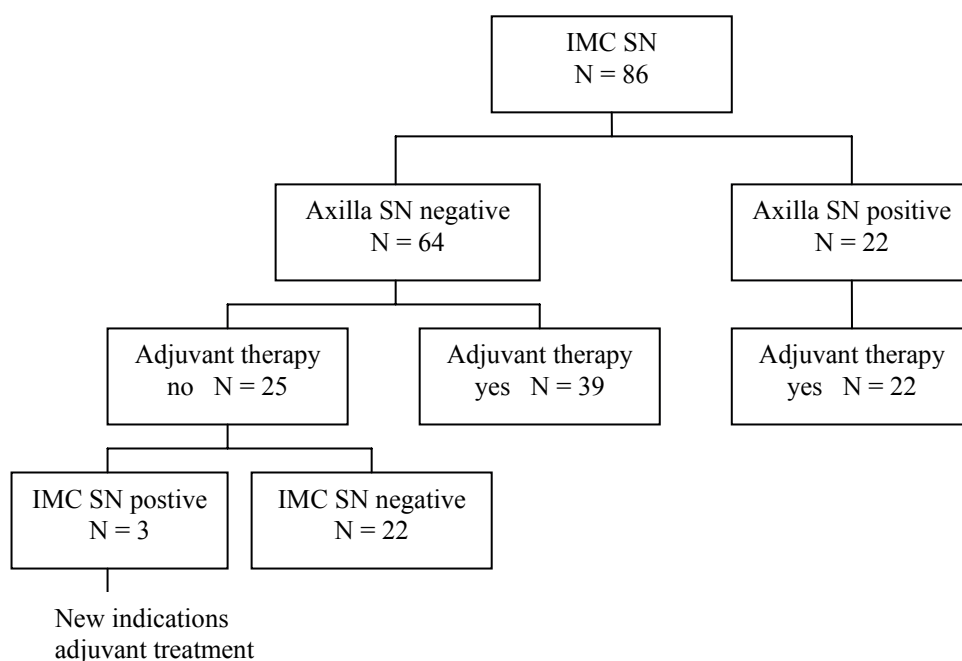 IMC SN
N = 86
Axilla SN negative
N = 64
Axilla SN positive
N = 22
Adjuvant therapy
no N = 25
Adjuvant therapy
yes N = 39
Adjuvant therapy
yes N = 22
IMC SN postive
N = 3
IMC SN negative
N = 22
New indications
adjuvant treatment